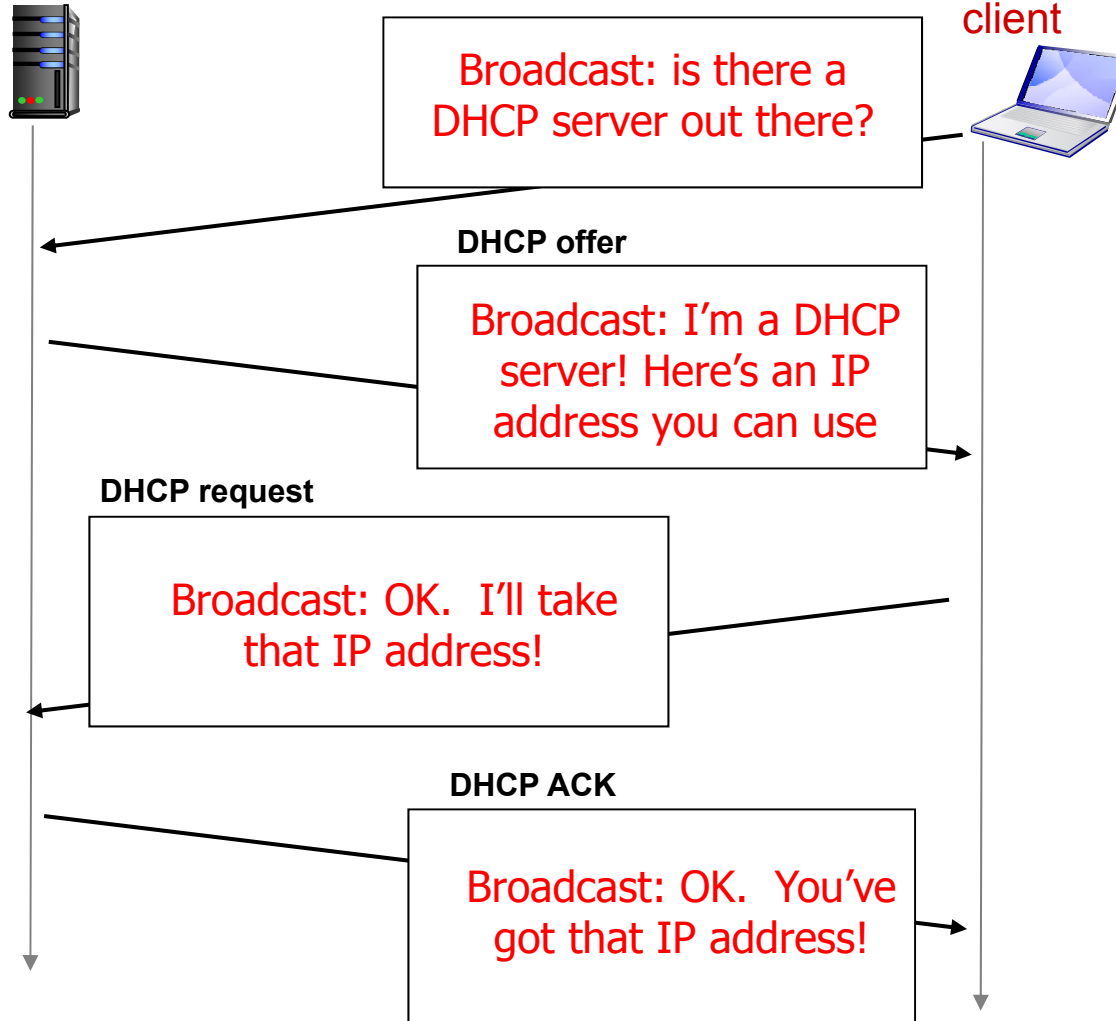 client
Broadcast: is there a
DHCP server out there?
DHCP offer
Broadcast: I’m a DHCP
server! Here’s an IP
address you can use
DHCP request
Broadcast: OK.  I’ll take
that IP address!
DHCP ACK
Broadcast: OK.  You’ve
got that IP address!